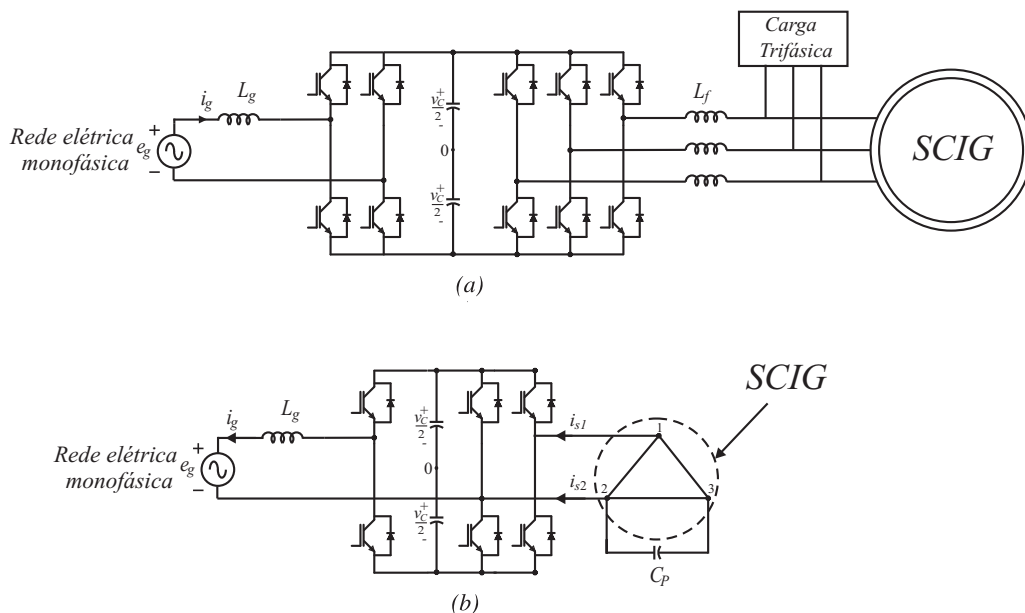 Carga
Trifásica
L_f
SCIG
L_g
i_g
Rede elétrica
monofásica
e_g
+
-
v_C/2
+
-
0
v_C/2
+
-
(a)
SCIG
L_g
i_g
Rede elétrica
monofásica
e_g
+
-
v_C/2
+
-
0
v_C/2
+
-
i_s1
i_s2
1
2
3
C_P
(b)